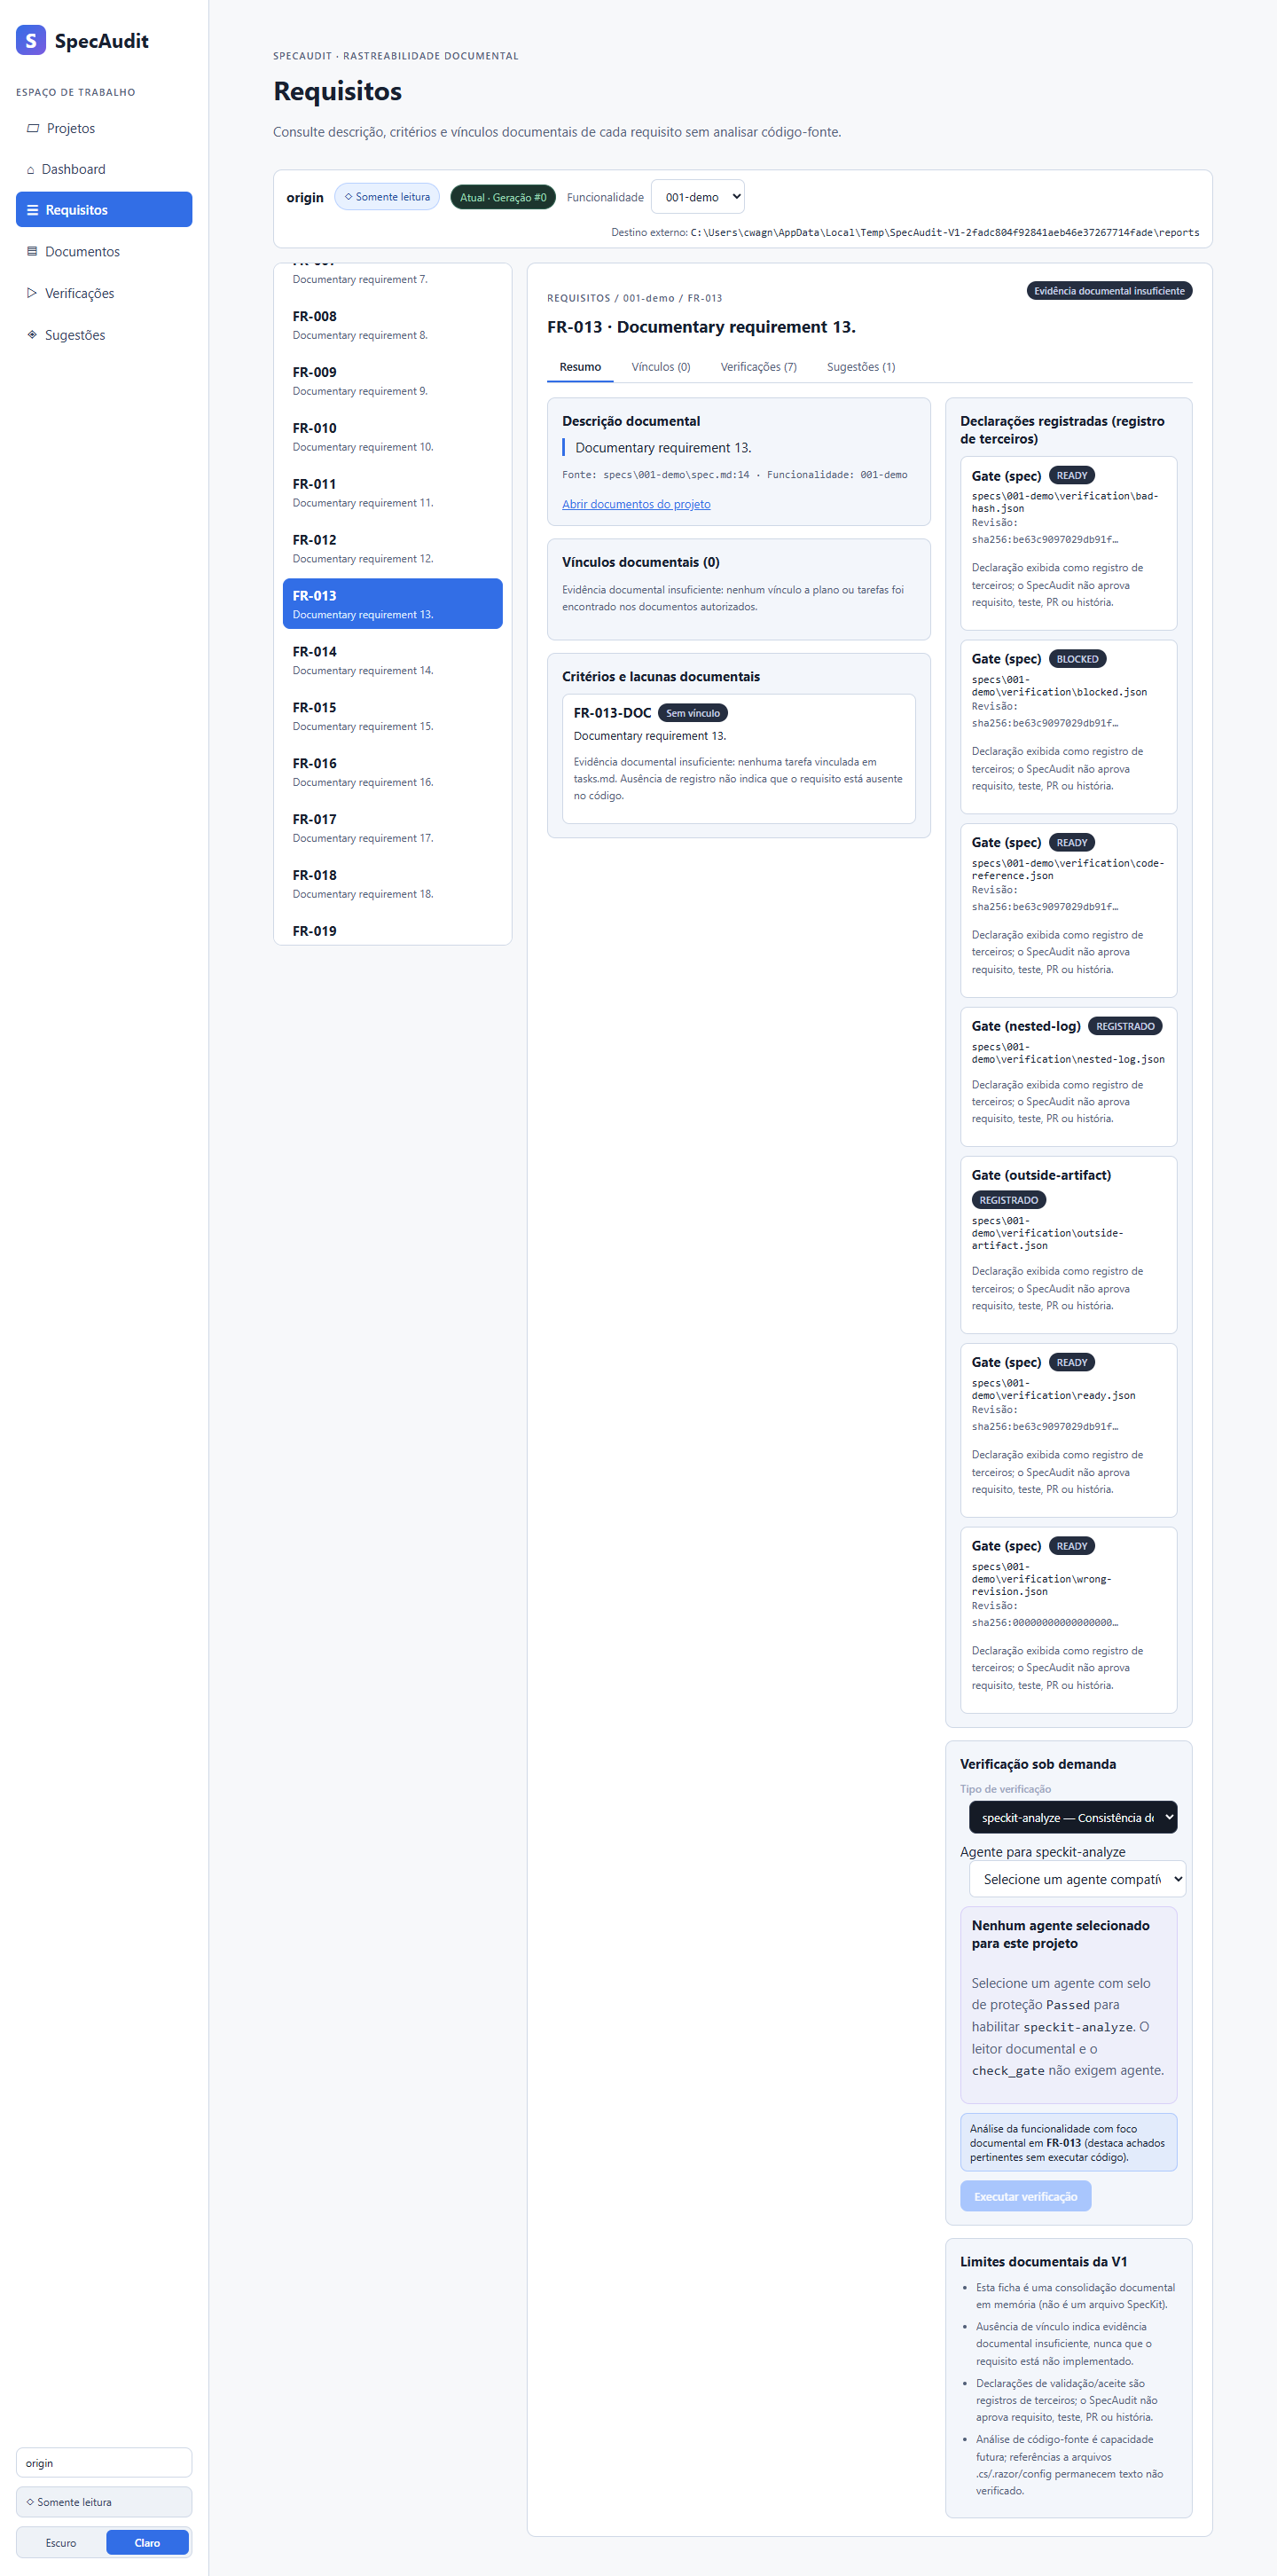 S SpecAudit
ESPAÇO DE TRABALHO
Projetos
Dashboard
Requisitos
Documentos
Verificações
Sugestões
SPECAUDIT · RASTREABILIDADE DOCUMENTAL
Requisitos
Consulte descrição, critérios e vínculos documentais de cada requisito sem analisar código-fonte.
origin
Somente leitura
Atual · Geração #0
Funcionalidade
001-demo
Destino externo: C:\Users\cwagn\AppData\Local\Temp\SpecAudit-V1-2fadc804f92841aeb46e37267714fade\reports
Documentary requirement 7.
FR-008
Documentary requirement 8.
FR-009
Documentary requirement 9.
FR-010
Documentary requirement 10.
FR-011
Documentary requirement 11.
FR-012
Documentary requirement 12.
FR-013
Documentary requirement 13.
FR-014
Documentary requirement 14.
FR-015
Documentary requirement 15.
FR-016
Documentary requirement 16.
FR-017
Documentary requirement 17.
FR-018
Documentary requirement 18.
FR-019
REQUISITOS / 001-demo / FR-013
Evidência documental insuficiente
FR-013 · Documentary requirement 13.
Resumo
Vínculos (0)
Verificações (7)
Sugestões (1)
Descrição documental
Documentary requirement 13.
Fonte: specs\001-demo\spec.md:14 · Funcionalidade: 001-demo
Abrir documentos do projeto
Vínculos documentais (0)
Evidência documental insuficiente: nenhum vínculo a plano ou tarefas foi
encontrado nos documentos autorizados.
Critérios e lacunas documentais
FR-013-DOC Sem vínculo
Documentary requirement 13.
Evidência documental insuficiente: nenhuma tarefa vinculada em
tasks.md. Ausência de registro não indica que o requisito está ausente
no código.
Declarações registradas (registro
de terceiros)
Gate (spec) READY
specs\001-demo\verification\bad-
hash.json
Revisão:
sha256:be63c9097029db91f…
Declaração exibida como registro de
terceiros; o SpecAudit não aprova
requisito, teste, PR ou história.
Gate (spec) BLOCKED
specs\001-
demo\verification\blocked.json
Revisão:
sha256:be63c9097029db91f…
Declaração exibida como registro de
terceiros; o SpecAudit não aprova
requisito, teste, PR ou história.
Gate (spec) READY
specs\001-demo\verification\code-
reference.json
Revisão:
sha256:be63c9097029db91f…
Declaração exibida como registro de
terceiros; o SpecAudit não aprova
requisito, teste, PR ou história.
Gate (nested-log) REGISTRADO
specs\001-
demo\verification\nested-log.json
Declaração exibida como registro de
terceiros; o SpecAudit não aprova
requisito, teste, PR ou história.
Gate (outside-artifact)
REGISTRADO
specs\001-
demo\verification\outside-
artifact.json
Declaração exibida como registro de
terceiros; o SpecAudit não aprova
requisito, teste, PR ou história.
Gate (spec) READY
specs\001-
demo\verification\ready.json
Revisão:
sha256:be63c9097029db91f…
Declaração exibida como registro de
terceiros; o SpecAudit não aprova
requisito, teste, PR ou história.
Gate (spec) READY
specs\001-
demo\verification\wrong-
revision.json
Revisão:
sha256:00000000000000000…
Declaração exibida como registro de
terceiros; o SpecAudit não aprova
requisito, teste, PR ou história.
Verificação sob demanda
Tipo de verificação
speckit-analyze — Consistência do
Agente para speckit-analyze
Selecione um agente compatív
Nenhum agente selecionado
para este projeto
Selecione um agente com selo
de proteção Passed para
habilitar speckit-analyze. O
leitor documental e o
check_gate não exigem agente.
Análise da funcionalidade com foco
documental em FR-013 (destaca achados
pertinentes sem executar código).
Executar verificação
Limites documentais da V1
• Esta ficha é uma consolidação documental
em memória (não é um arquivo SpecKit).
• Ausência de vínculo indica evidência
documental insuficiente, nunca que o
requisito está não implementado.
• Declarações de validação/aceite são
registros de terceiros; o SpecAudit não
aprova requisito, teste, PR ou história.
• Análise de código-fonte é capacidade
futura; referências a arquivos
.cs/.razor/config permanecem texto não
verificado.
origin
Somente leitura
Escuro
Claro